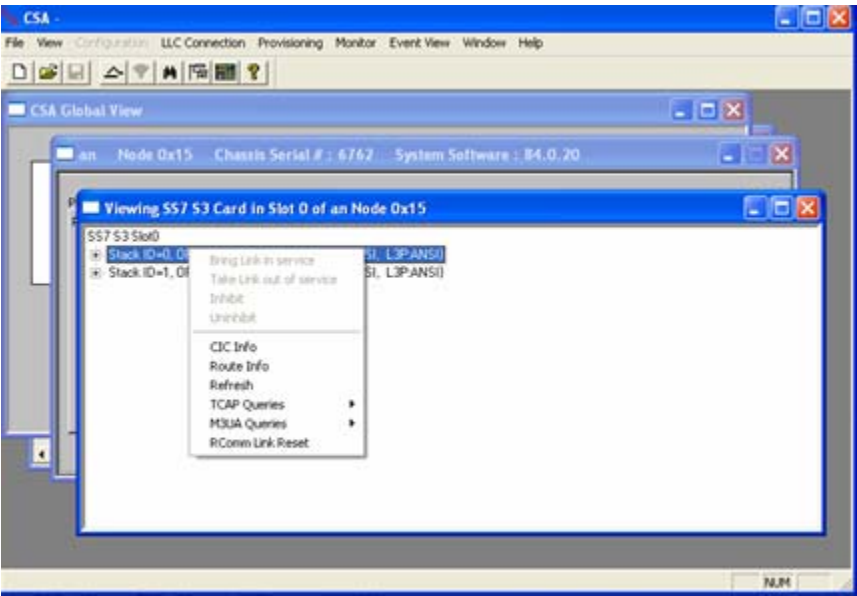 CSA -
File View Configuration LLC Connection Provisioning Monitor Event View Window Help
CSA Global View
an Node 0x15 Chassis Serial # : 6762 System Software : 84.0.20
Viewing SS7 S3 Card in Slot 0 of an Node 0x15
SS7 S3 Slot0
Stack ID=0, L3P:ANSI)
Stack ID=1, L3P:ANSI)
Bring Link in service
Take Link out of service
Inhibit
Uninhibit
CIC Info
Route Info
Refresh
TCAP Queries
M3UA Queries
RComm Link Reset
NUM